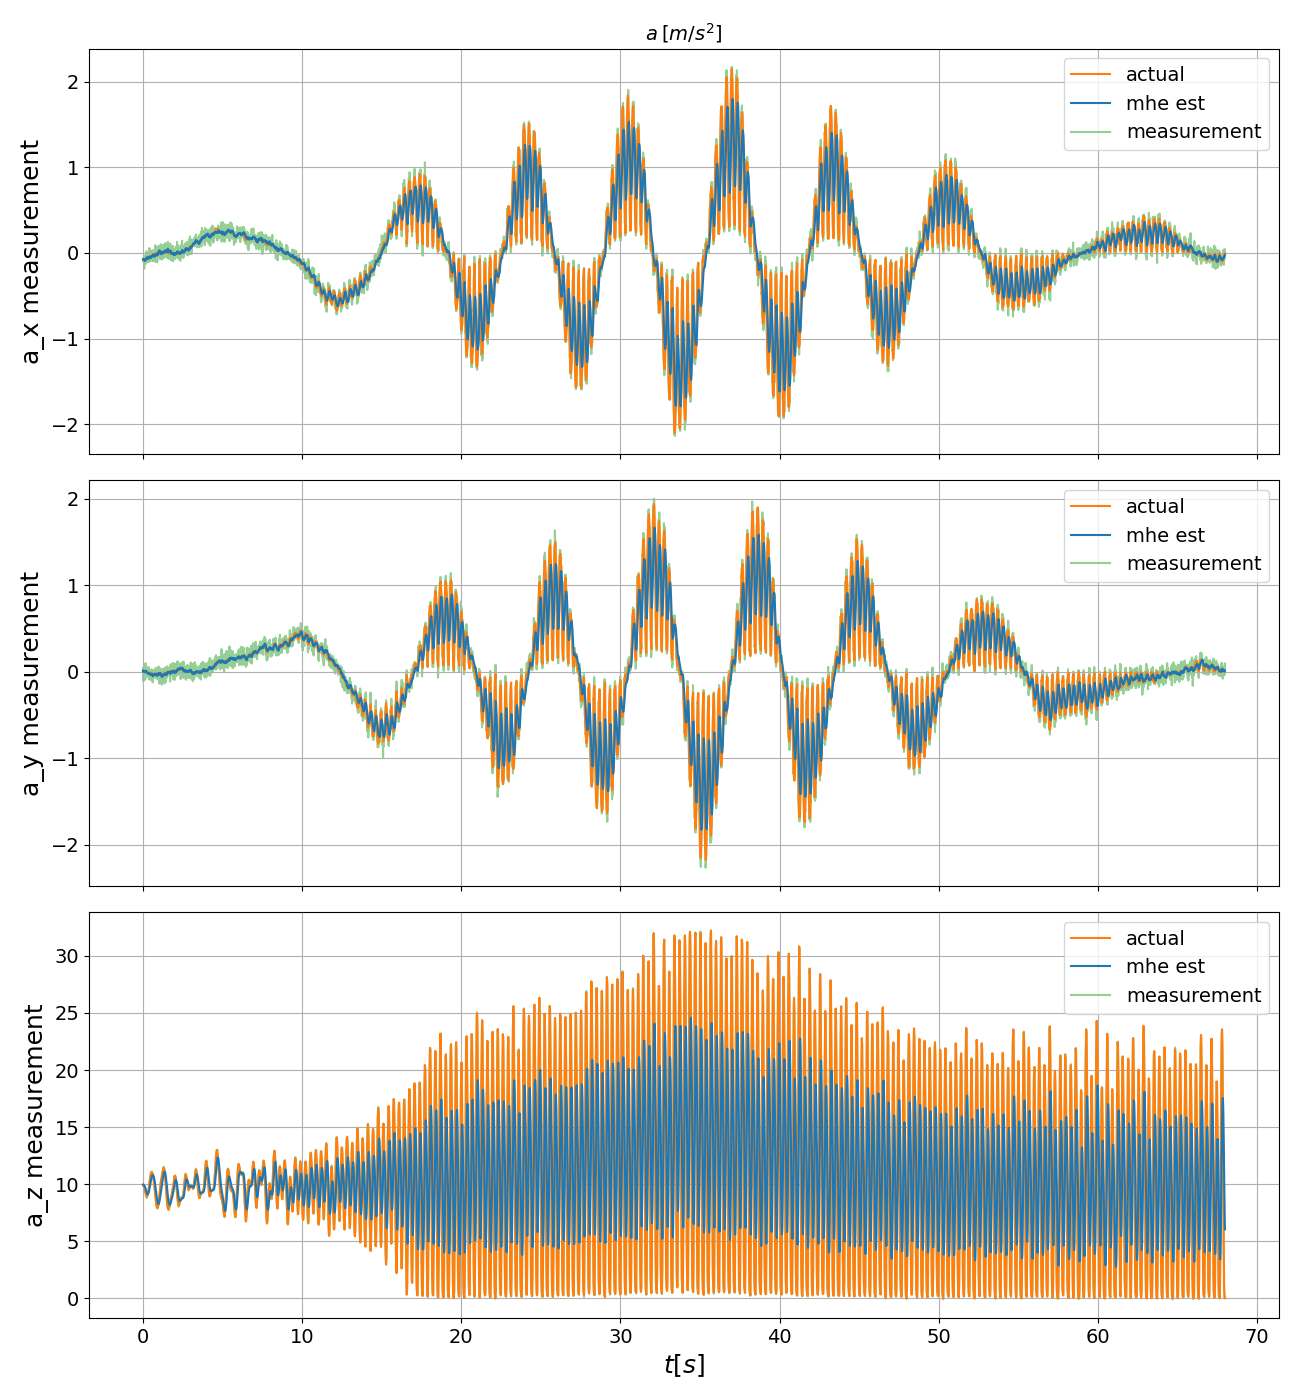 a [m/s²]
2
1
0
−1
−2
a_x measurement
actual
mhe est
measurement
2
1
0
−1
−2
a_y measurement
actual
mhe est
measurement
30
25
20
15
10
5
0
a_z measurement
actual
mhe est
measurement
0 10 20 30 40 50 60 70
t[s]